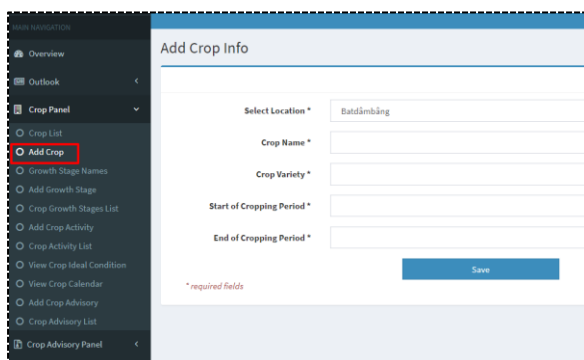 MAIN NAVIGATION
Overview
Outlook
Crop Panel
Crop List
Add Crop
Growth Stage Names
Add Growth Stage
Crop Growth Stages List
Add Crop Activity
Crop Activity List
View Crop Ideal Condition
View Crop Calendar
Add Crop Advisory
Crop Advisory List
Crop Advisory Panel
Add Crop Info
Select Location *
Batdâmbâng
Crop Name *
Crop Variety *
Start of Cropping Period *
End of Cropping Period *
Save
* required fields